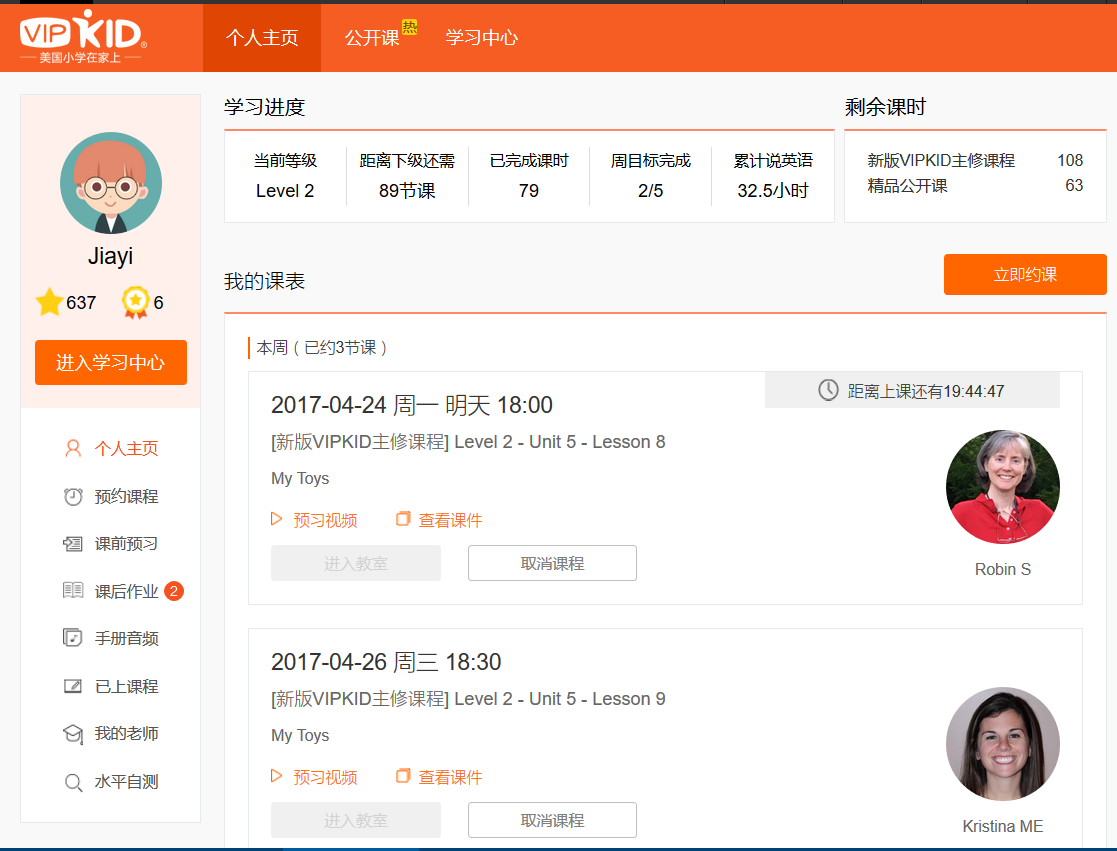 VIPKID®
美国小学在家上
个人主页
公开课 热
学习中心
Jiayi
637 6
进入学习中心
个人主页
预约课程
课前预习
课后作业 2
手册音频
已上课程
我的老师
水平自测
学习进度
当前等级 距离下级还需 已完成课时 周目标完成 累计说英语
Level 2 89节课 79 2/5 32.5小时
剩余课时
新版VIPKID主修课程 108
精品公开课 63
我的课表
立即约课
本周 ( 已约3节课 )
距离上课还有19:44:47
2017-04-24 周一 明天 18:00
[新版VIPKID主修课程] Level 2 - Unit 5 - Lesson 8
My Toys
预习视频 查看课件
进入教室 取消课程
Robin S
2017-04-26 周三 18:30
[新版VIPKID主修课程] Level 2 - Unit 5 - Lesson 9
My Toys
预习视频 查看课件
进入教室 取消课程
Kristina ME